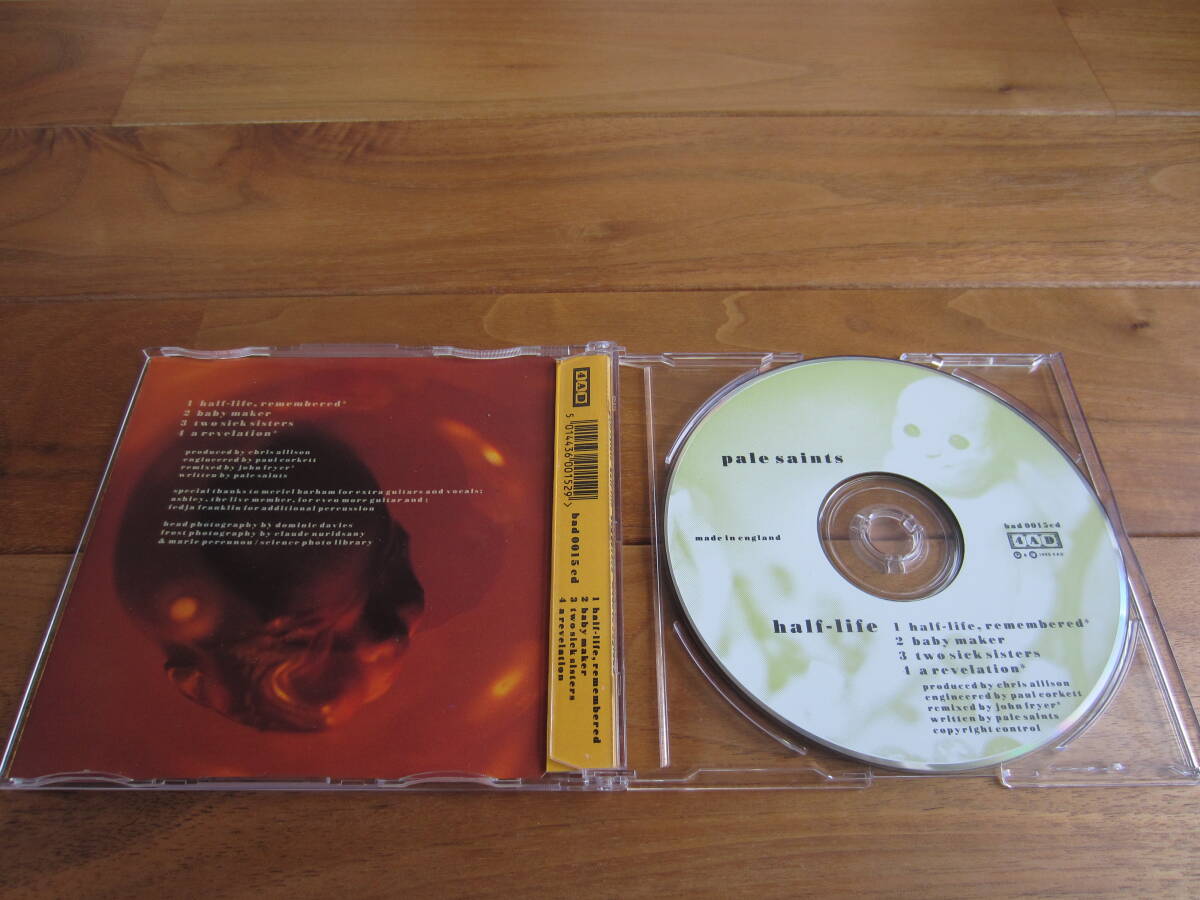 1 half-life, remembered*
2 baby maker
3 two sick sisters
4 a revelation*
produced by chris allison
engineered by paul corkett
remixed by john fryer*
written by pale saints
special thanks to meriel barham for extra guitars and vocals;
ashley, the live member, for even more guitar and ;
fedja franklin for additional percussion
head photography by dominic davies
frost photography by claude nuridsany
& marie perennou / science photo library
4AD
5 014436 001529 >
bad 0015 cd
1 half-life, remembered
2 baby maker
3 two sick sisters
4 a revelation
pale saints
made in england
bad 0015 cd
4AD
℗ & © 1990 4AD
half-life
1 half-life, remembered*
2 baby maker
3 two sick sisters
4 a revelation*
produced by chris allison
engineered by paul corkett
remixed by john fryer*
written by pale saints
copyright control